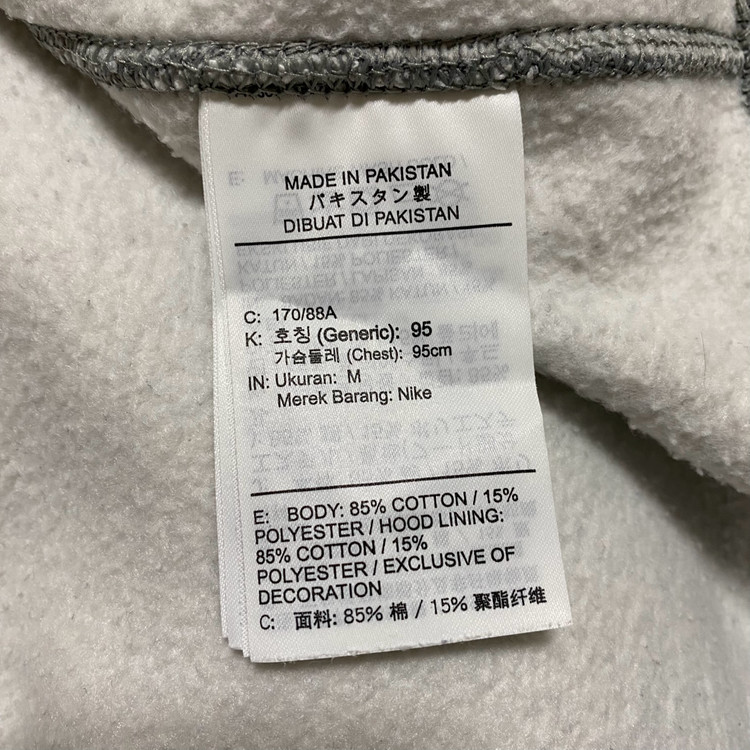 MADE IN PAKISTAN
パキスタン製
DIBUAT DI PAKISTAN
C: 170/88A
K: 호칭 (Generic): 95
가슴둘레 (Chest): 95cm
IN: Ukuran: M
Merek Barang: Nike
E: BODY: 85% COTTON / 15%
POLYESTER / HOOD LINING:
85% COTTON / 15%
POLYESTER / EXCLUSIVE OF
DECORATION
C: 面料: 85% 棉 / 15% 聚酯纤维